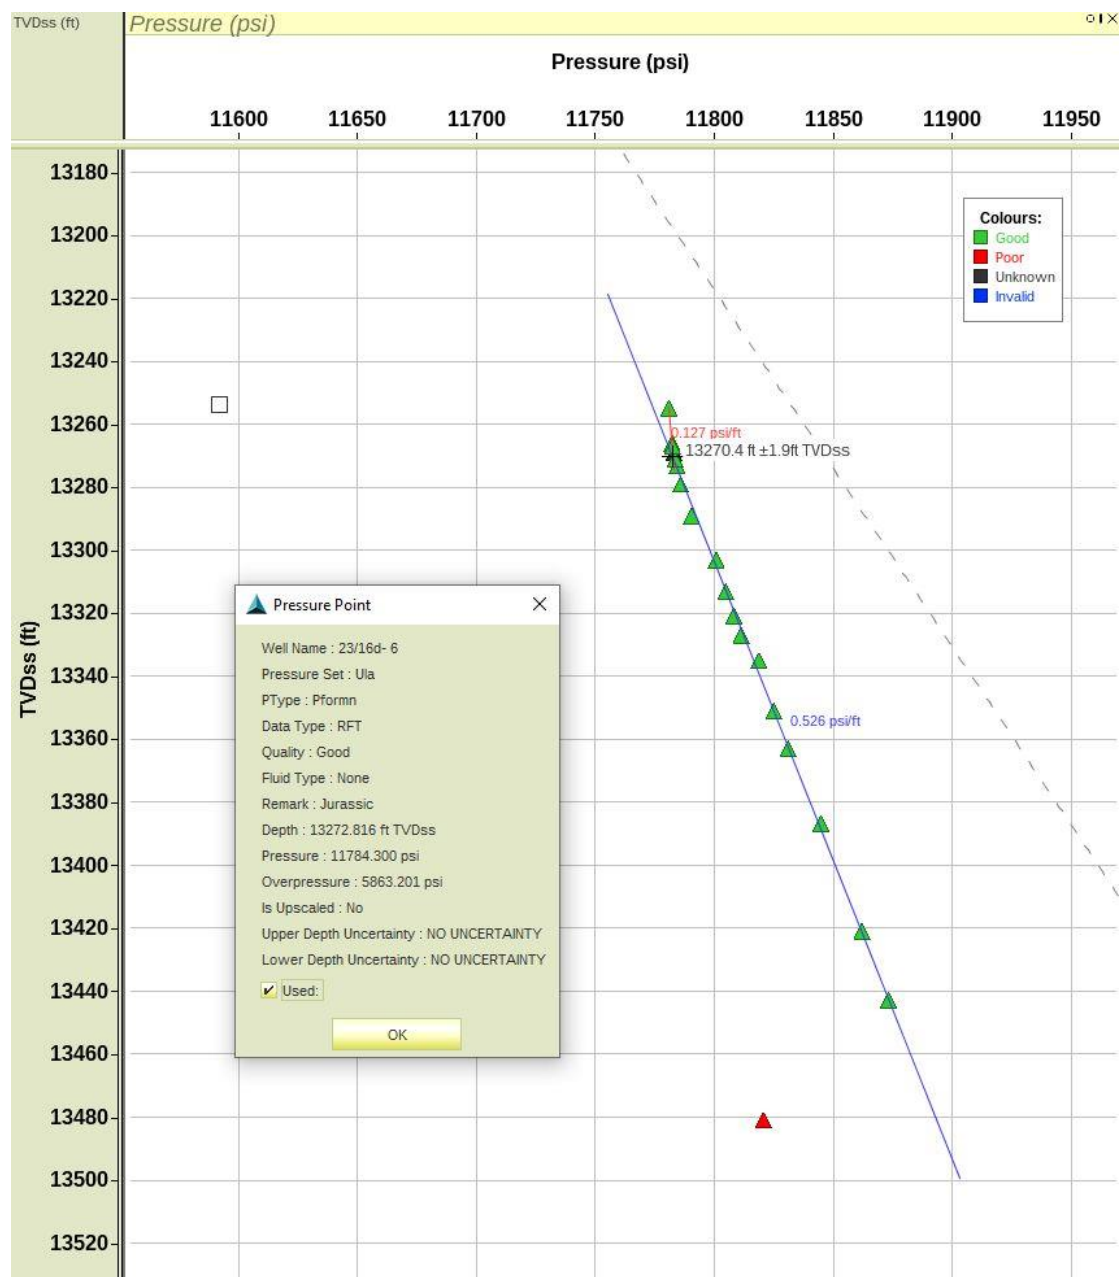 TVDss (ft)
Pressure (psi)
Pressure (psi)
11600 11650 11700 11750 11800 11850 11900 11950
TVDss (ft)
13180
13200
13220
13240
13260
13280
13300
13320
13340
13360
13380
13400
13420
13440
13460
13480
13500
13520
Colours:
Good
Poor
Unknown
Invalid
0.127 psi/ft
13270.4 ft ±1.9ft TVDss
0.526 psi/ft
Pressure Point
Well Name : 23/16d- 6
Pressure Set : Ula
PType : Pformn
Data Type : RFT
Quality : Good
Fluid Type : None
Remark : Jurassic
Depth : 13272.816 ft TVDss
Pressure : 11784.300 psi
Overpressure : 5863.201 psi
Is Upscaled : No
Upper Depth Uncertainty : NO UNCERTAINTY
Lower Depth Uncertainty : NO UNCERTAINTY
Used:
OK